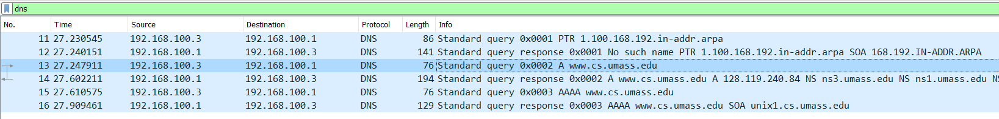 dns
No. Time Source Destination Protocol Length Info
11 27.230545 192.168.100.3 192.168.100.1 DNS 86 Standard query 0x0001 PTR 1.100.168.192.in-addr.arpa
12 27.240151 192.168.100.1 192.168.100.3 DNS 141 Standard query response 0x0001 No such name PTR 1.100.168.192.in-addr.arpa SOA 168.192.IN-ADDR.ARPA
13 27.247911 192.168.100.3 192.168.100.1 DNS 76 Standard query 0x0002 A www.cs.umass.edu
14 27.602211 192.168.100.1 192.168.100.3 DNS 194 Standard query response 0x0002 A www.cs.umass.edu A 128.119.240.84 NS ns3.umass.edu NS ns1.umass.edu NS
15 27.610575 192.168.100.3 192.168.100.1 DNS 76 Standard query 0x0003 AAAA www.cs.umass.edu
16 27.909461 192.168.100.1 192.168.100.3 DNS 129 Standard query response 0x0003 AAAA www.cs.umass.edu SOA unix1.cs.umass.edu